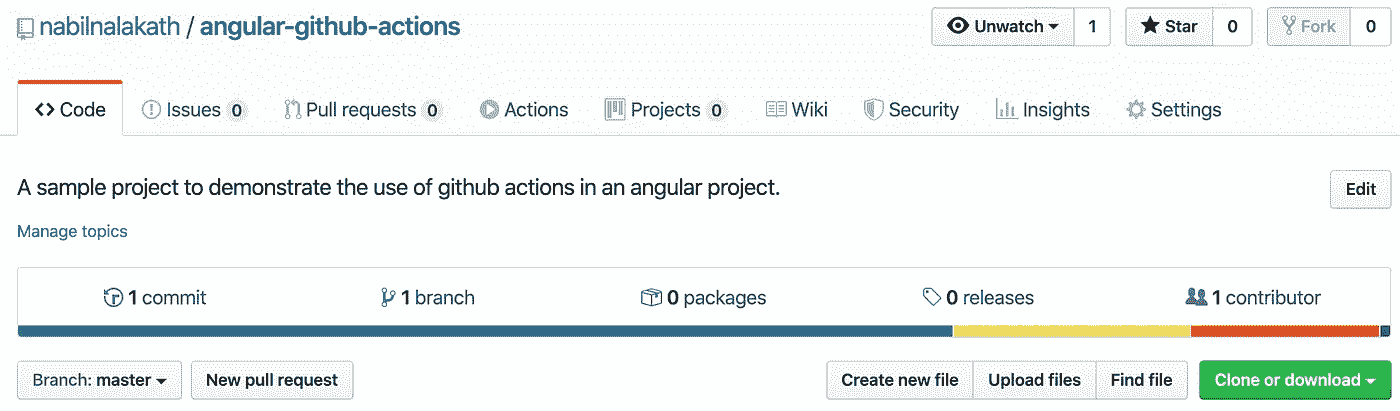 nabilnalakath / angular-github-actions Unwatch 1 Star 0 Fork 0
Code Issues 0 Pull requests 0 Actions Projects 0 Wiki Security Insights Settings
A sample project to demonstrate the use of github actions in an angular project. Edit
Manage topics
1 commit 1 branch 0 packages 0 releases 1 contributor
Branch: master New pull request Create new file Upload files Find file Clone or download